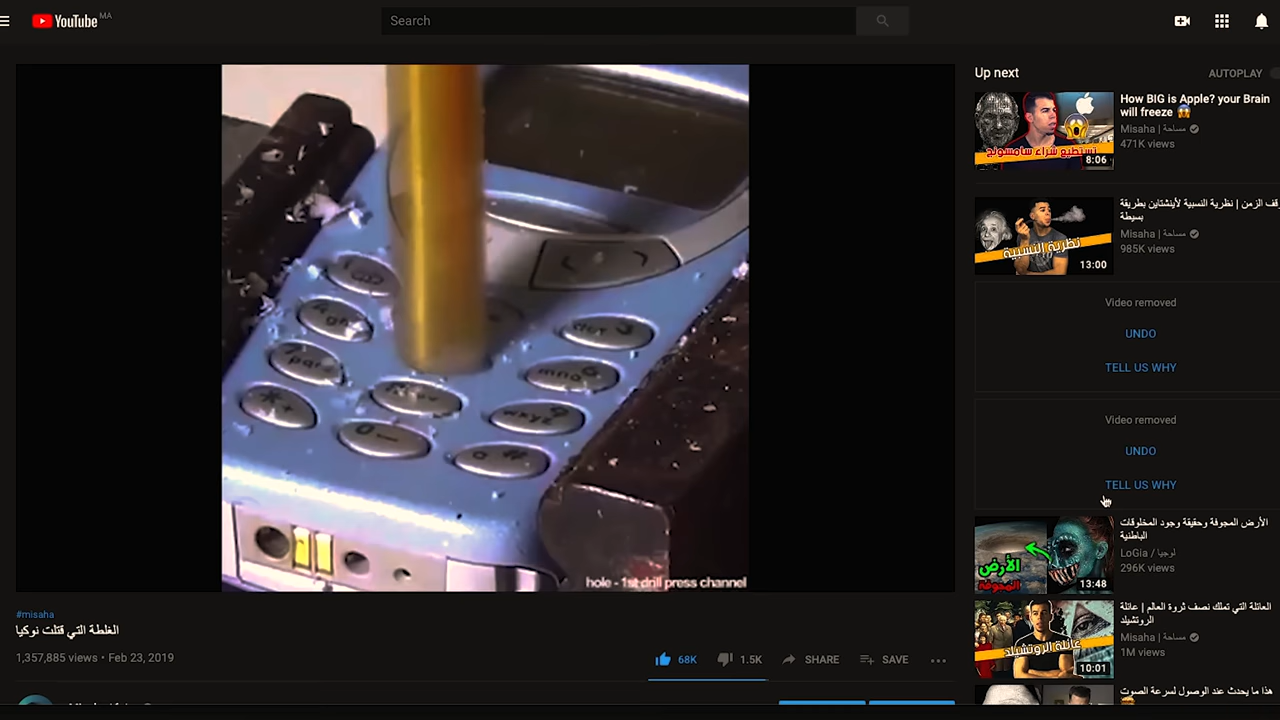 YouTube MA
Search
hole - 1st drill press channel
#misaha
الغلطة التي قتلت نوكيا
1,357,885 views • Feb 23, 2019
68K
1.5K
SHARE
SAVE
Up next
AUTOPLAY
How BIG is Apple? your Brain
will freeze 😱
Misaha | مساحة
471K views
8:06
نظرية النسبية
قف الزمن | نظرية النسبية لأينشتاين بطريقة
بسيطة
Misaha | مساحة
985K views
13:00
Video removed
UNDO
TELL US WHY
Video removed
UNDO
TELL US WHY
الأرض
المجوفة
الأرض المجوفة وحقيقة وجود المخلوقات
الباطنية
LoGia / لوجيا
296K views
13:48
عائلة الروتشيلد
العائلة التي تملك نصف ثروة العالم | عائلة
الروتشيلد
Misaha | مساحة
1M views
10:01
هذا ما يحدث عند الوصول لسرعة الصوت